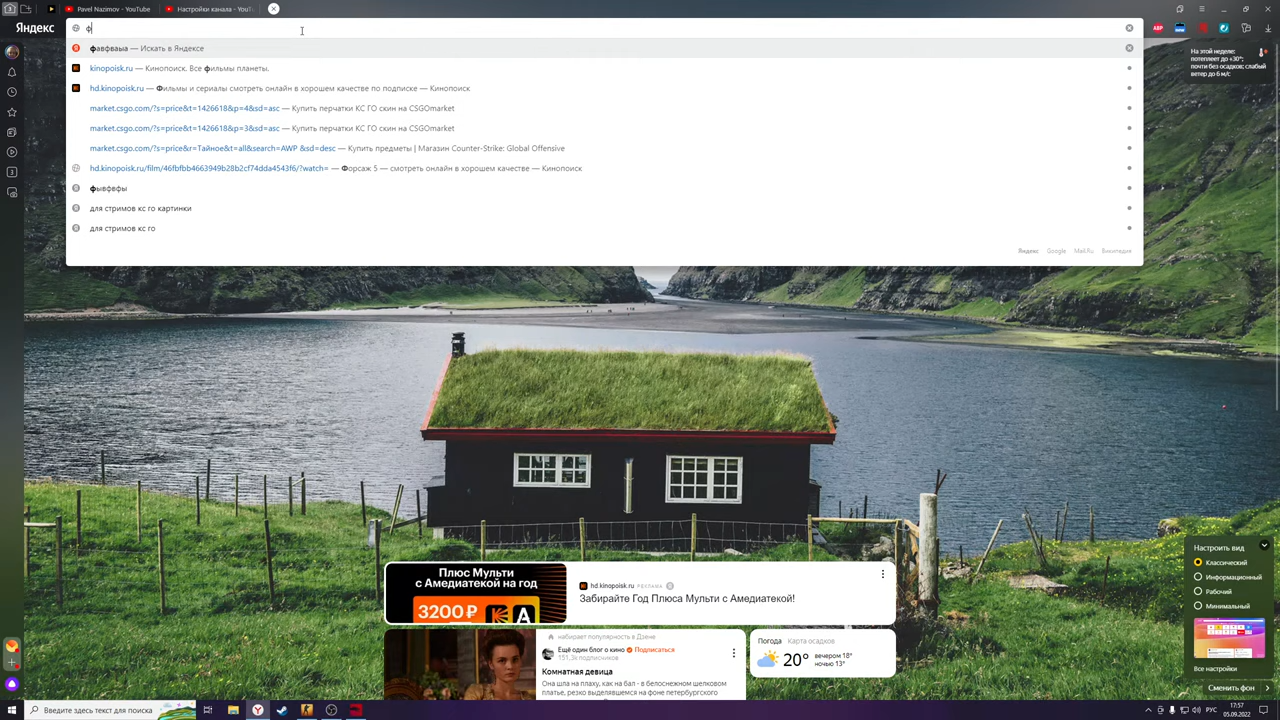 Pavel Nazimov - YouTube
Настройки канала - YouT
Яндекс
ф
ABP
фавфваыа — Искать в Яндексе
kinopoisk.ru — Кинопоиск. Все фильмы планеты.
hd.kinopoisk.ru — Фильмы и сериалы смотреть онлайн в хорошем качестве по подписке — Кинопоиск
market.csgo.com/?s=price&t=1426618&p=4&sd=asc — Купить перчатки КС ГО скин на CSGOmarket
market.csgo.com/?s=price&t=1426618&p=3&sd=asc — Купить перчатки КС ГО скин на CSGOmarket
market.csgo.com/?s=price&r=Тайное&t=all&search=AWP &sd=desc — Купить предметы | Магазин Counter-Strike: Global Offensive
hd.kinopoisk.ru/film/46fbfbb4663949b28b2cf74dda4543f6/?watch= — Форсаж 5 — смотреть онлайн в хорошем качестве — Кинопоиск
фывфвфы
для стримов кс го картинки
для стримов кс го
Яндекс Google Mail.Ru Википедия
На этой неделе:
потеплеет до +30°;
почти без осадков; слабый
ветер до 6 м/с
Плюс Мульти
с Амедиатекой на год
3200 ₽
hd.kinopoisk.ru РЕКЛАМА
Забирайте Год Плюса Мульти с Амедиатекой!
набирает популярность в Дзене
Ещё один блог о кино Подписаться
151,3к подписчиков
Комнатная девица
Она шла на плаху, как на бал - в белоснежном шелковом
платье, резко выделявшемся на фоне петербургского
Погода Карта осадков
20° вечером 18°
ночью 13°
Настроить вид
Классический
Информационный
Рабочий
Минимальный
Все настройки
Сменить фон
Введите здесь текст для поиска
РУС
17:57
05.09.2022